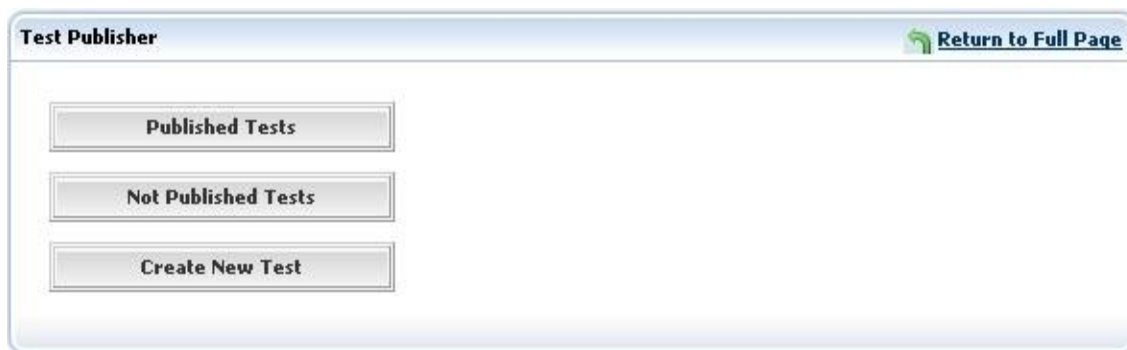 Test Publisher
Return to Full Page
Published Tests
Not Published Tests
Create New Test